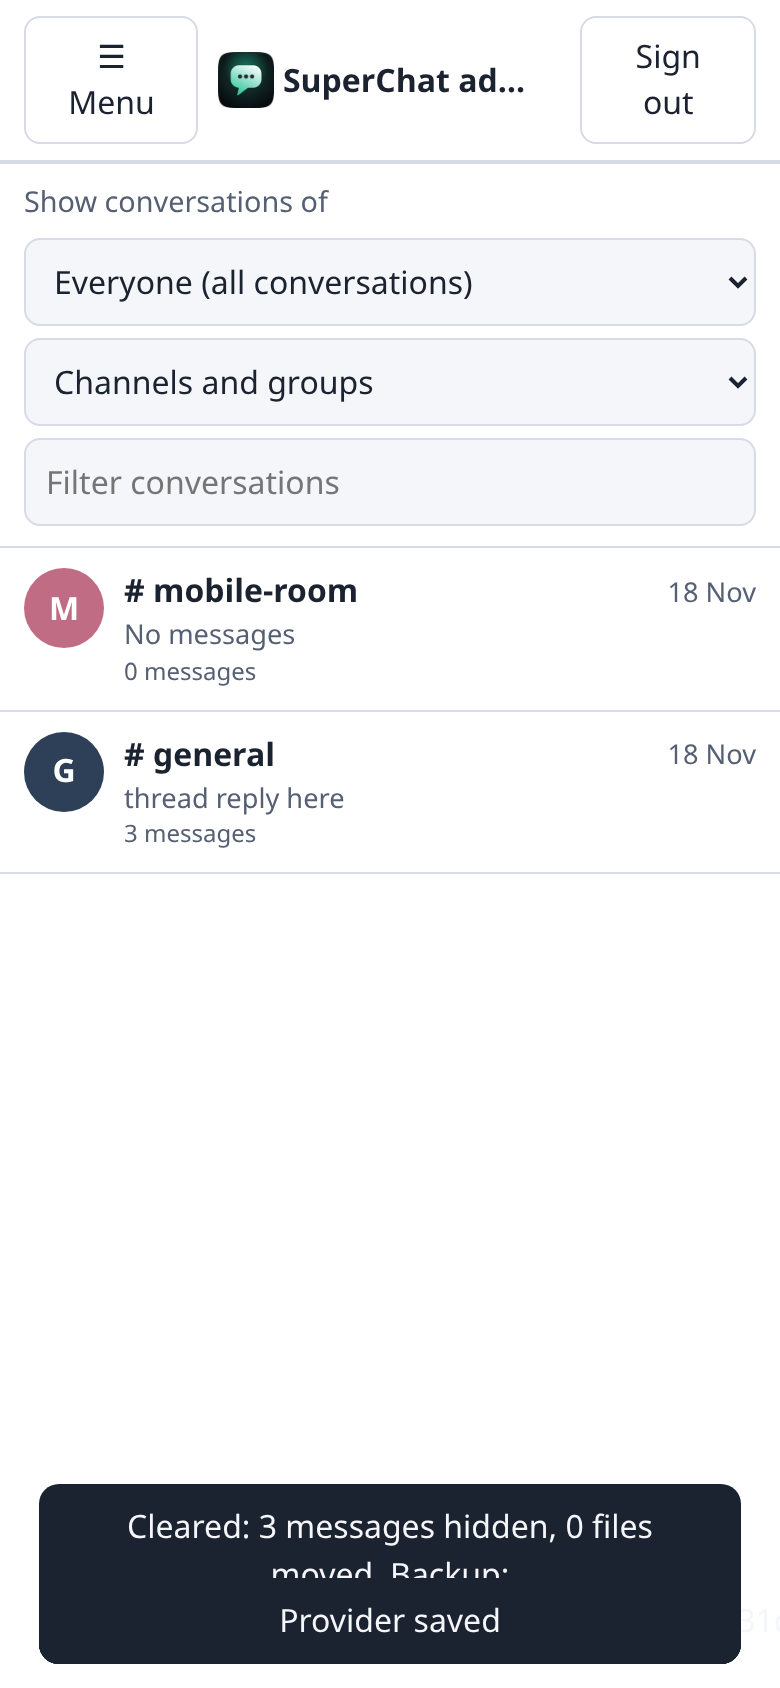 ☰
Menu
SuperChat ad...
Sign
out
Show conversations of
Everyone (all conversations)
Channels and groups
Filter conversations
M
# mobile-room
18 Nov
No messages
0 messages
G
# general
18 Nov
thread reply here
3 messages
Cleared: 3 messages hidden, 0 files
moved. Backup:
Provider saved